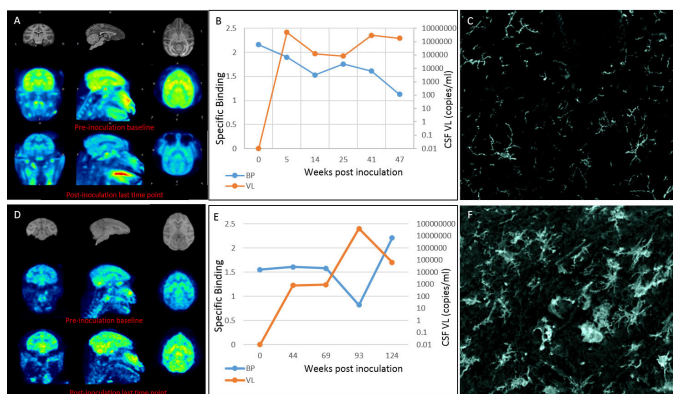 A
Pre-inoculation baseline
Post-inoculation last time point
B
Specific Binding
2.5
2
1.5
1
0.5
0
100000000
10000000
1000000
100000
10000
1000
100
10
1
0.1
0.01
CSF VL (copies/ml)
0 5 14 25 41 47
Weeks post inoculation
BP
VL
C
D
Pre-inoculation baseline
Post-inoculation last time point
E
Specific Binding
2.5
2
1.5
1
0.5
0
100000000
10000000
1000000
100000
10000
1000
100
10
1
0.1
0.01
CSF VL (copies/ml)
0 44 69 93 124
Weeks post inoculation
BP
VL
F